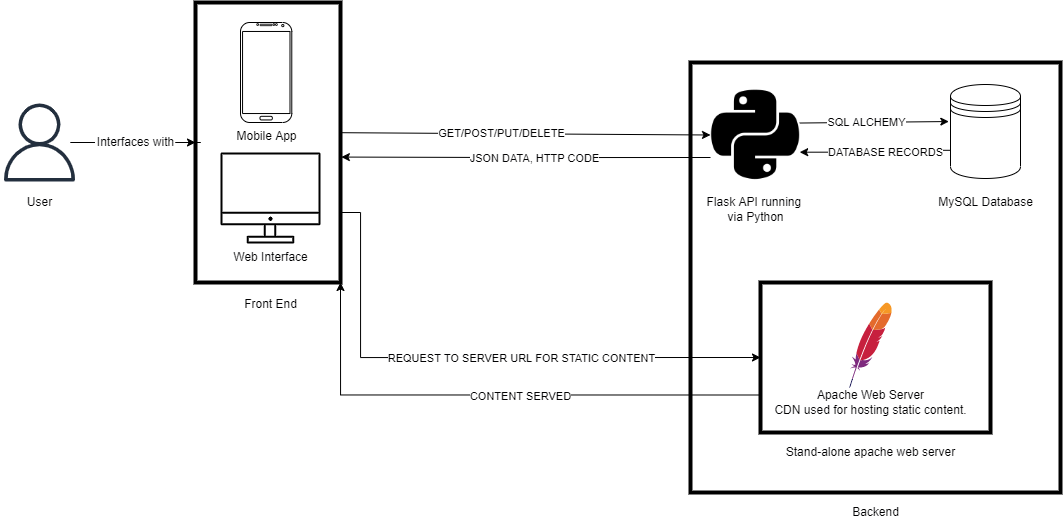 Mobile App
GET/POST/PUT/DELETE
SQL ALCHEMY
Interfaces with
JSON DATA, HTTP CODE
DATABASE RECORDS
User
Flask API running
via Python
MySQL Database
Web Interface
Front End
REQUEST TO SERVER URL FOR STATIC CONTENT
CONTENT SERVED
Apache Web Server
CDN used for hosting static content.
Stand-alone apache web server
Backend